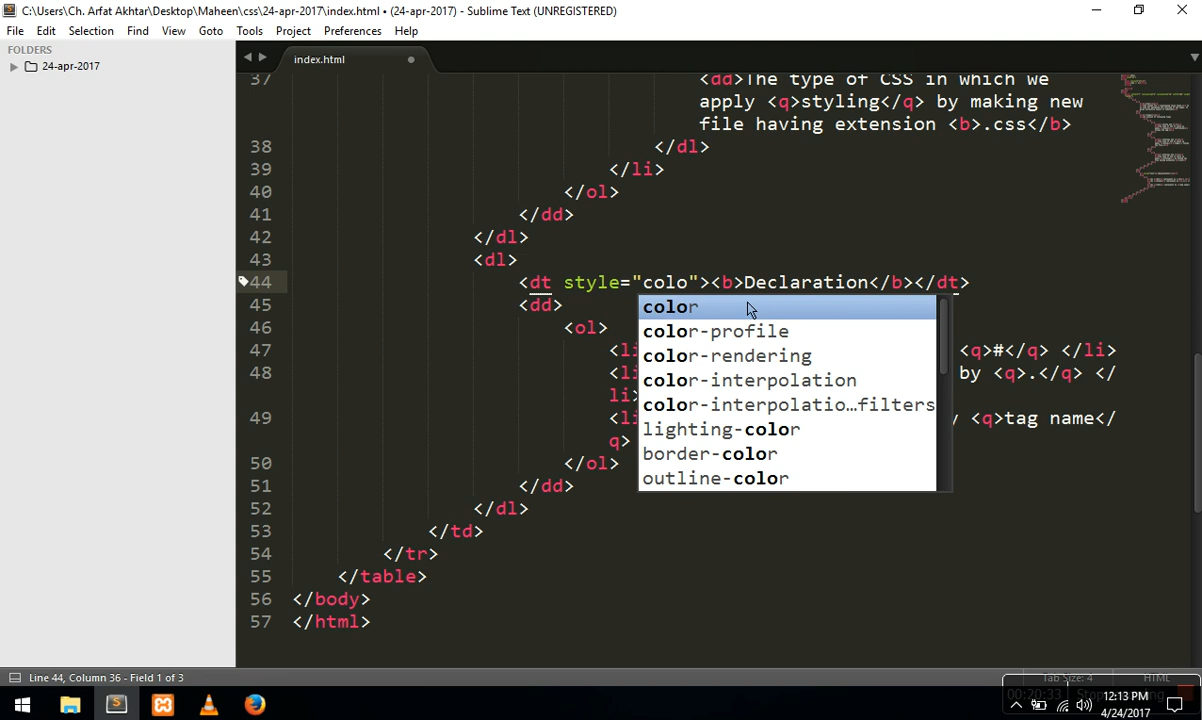 C:\Users\Ch. Arfat Akhtar\Desktop\Maheen\css\24-apr-2017\index.html • (24-apr-2017) - Sublime Text (UNREGISTERED)
File Edit Selection Find View Goto Tools Project Preferences Help
FOLDERS
24-apr-2017
index.html
37 <dd>The type of CSS in which we
apply <q>styling</q> by making new
file having extension <b>.css</b>
38 </dl>
39 </li>
40 </ol>
41 </dd>
42 </dl>
43 <dl>
44 <dt style="colo"><b>Declaration</b></dt>
45 <dd>
46 <ol>
47 <li <q>#</q> </li>
48 <li by <q>.</q> </
li>
49 <li <q>tag name</
q>
50 </ol>
51 </dd>
52 </dl>
53 </td>
54 </tr>
55 </table>
56 </body>
57 </html>
color
color-profile
color-rendering
color-interpolation
color-interpolatio…filters
lighting-color
border-color
outline-color
Line 44, Column 36 - Field 1 of 3
Tab Size: 4 HTML
00:20:33
12:13 PM
4/24/2017